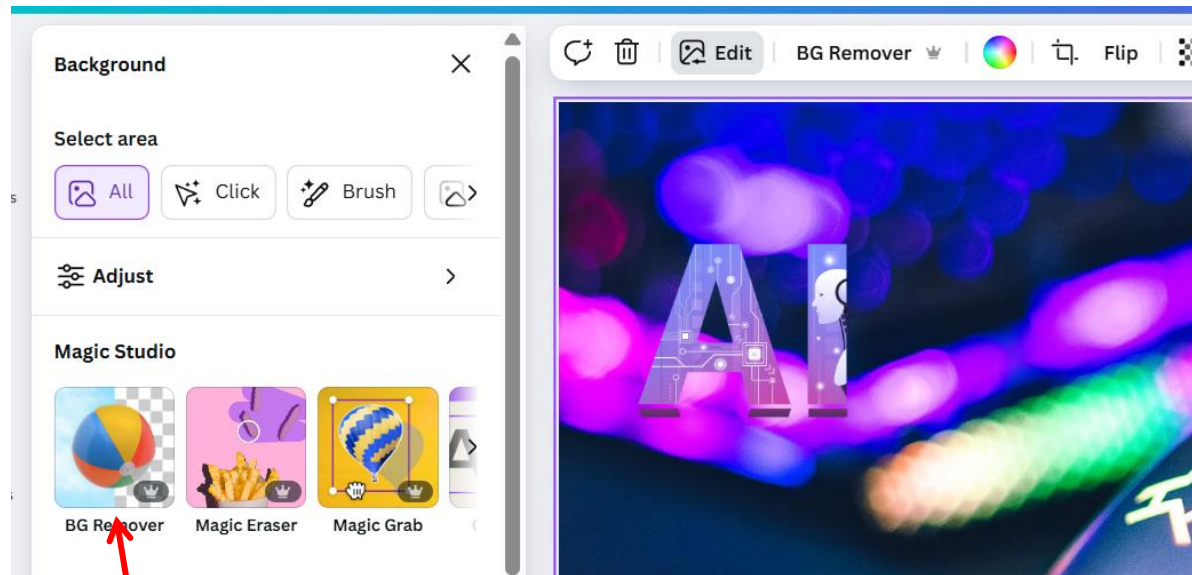 Background
Edit
BG Remover
Flip
Select area
All
Click
Brush
Adjust
Magic Studio
BG Remover
Magic Eraser
Magic Grab
AI